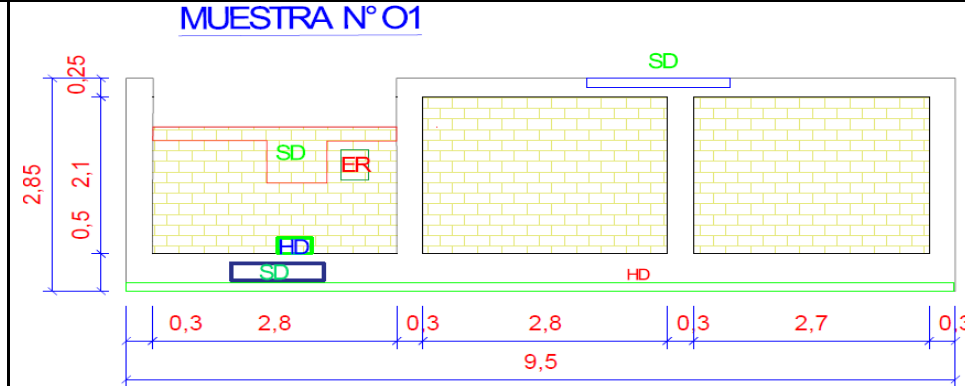 MUESTRA N° O1
SD
0,25
2,85
2,1
0,5
SD
ER
HD
SD
HD
0,3 2,8 0,3 2,8 0,3 2,7 0,3
9,5